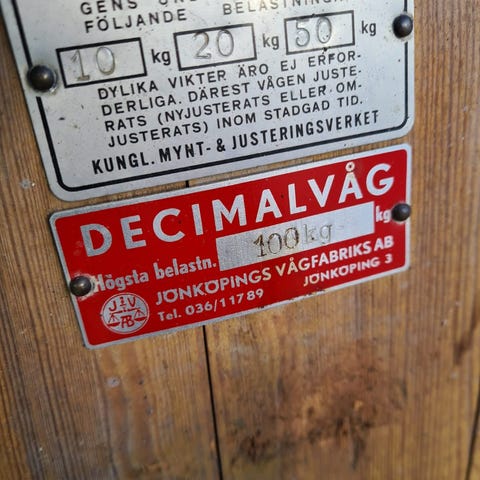 FÖLJANDE BELASTNIN
10 kg 20 kg 50 kg
DYLIKA VIKTER ÄRO EJ ERFOR-
DERLIGA. DÄREST VÅGEN JUSTE-
RATS (NYJUSTERATS ELLER OM-
JUSTERATS) INOM STADGAD TID.
KUNGL. MYNT- & JUSTERINGSVERKET
DECIMALVÅG
Högsta belastn. 100 kg kg
JÖNKÖPINGS VÅGFABRIKS AB
Tel. 036/11789 JÖNKÖPING 3
JVAB